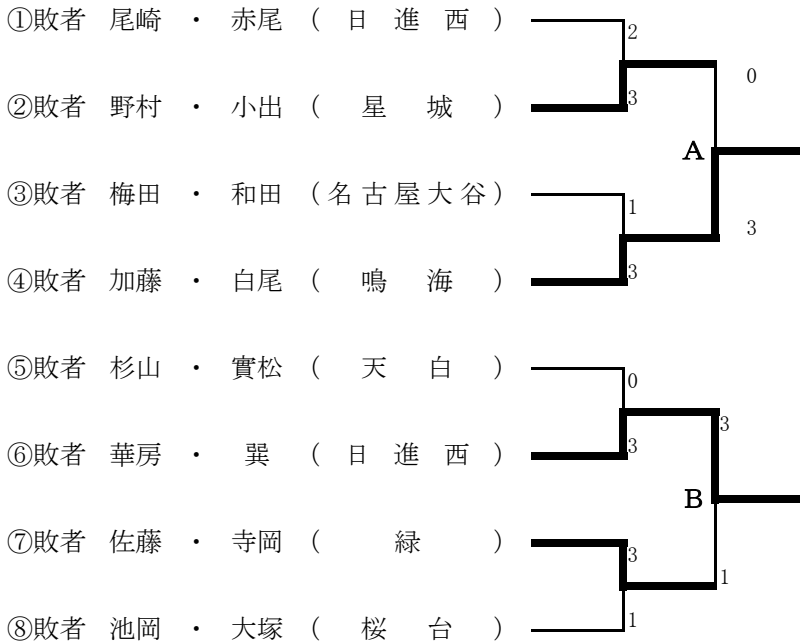 ①敗者 尾崎 ・ 赤尾 ( 日 進 西 )
2
0
②敗者 野村 ・ 小出 ( 星 城 )
3
A
③敗者 梅田 ・ 和田 (名古屋大谷)
1
3
④敗者 加藤 ・ 白尾 ( 鳴 海 )
3
⑤敗者 杉山 ・ 實松 ( 天 白 )
0
3
⑥敗者 華房 ・ 巽 ( 日 進 西 )
3
B
⑦敗者 佐藤 ・ 寺岡 ( 緑 )
3
1
⑧敗者 池岡 ・ 大塚 ( 桜 台 )
1